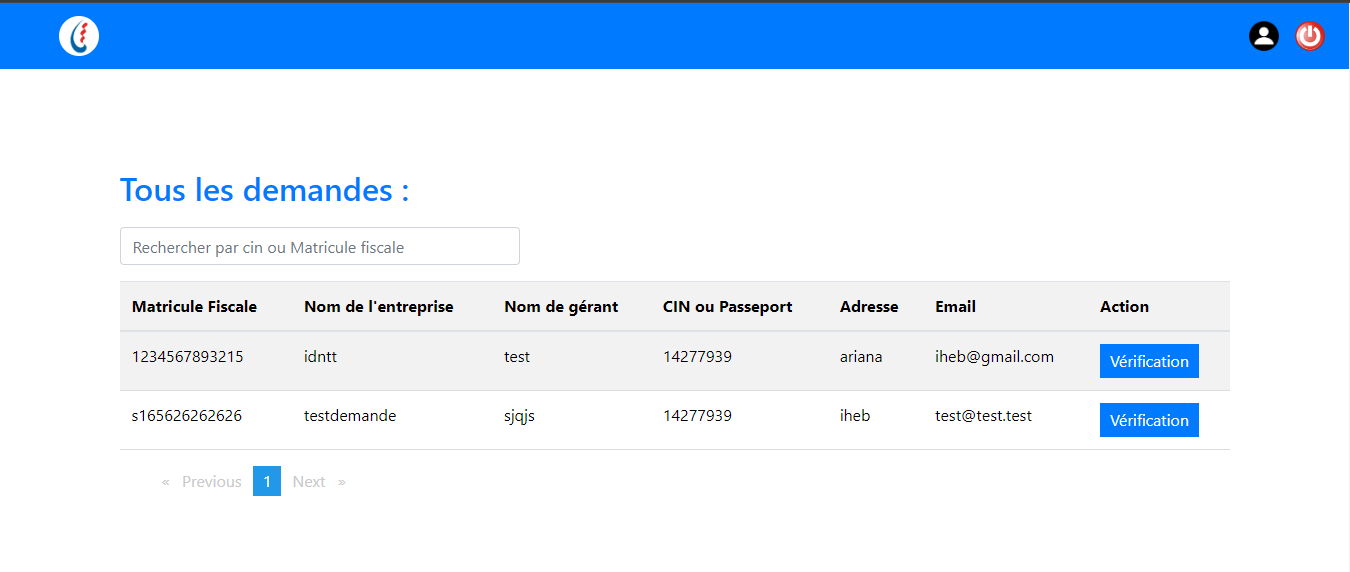 Tous les demandes :
Rechercher par cin ou Matricule fiscale
Matricule Fiscale Nom de l'entreprise Nom de gérant CIN ou Passeport Adresse Email Action
1234567893215 idntt test 14277939 ariana iheb@gmail.com Vérification
s165626262626 testdemande sjqjs 14277939 iheb test@test.test Vérification
« Previous 1 Next »